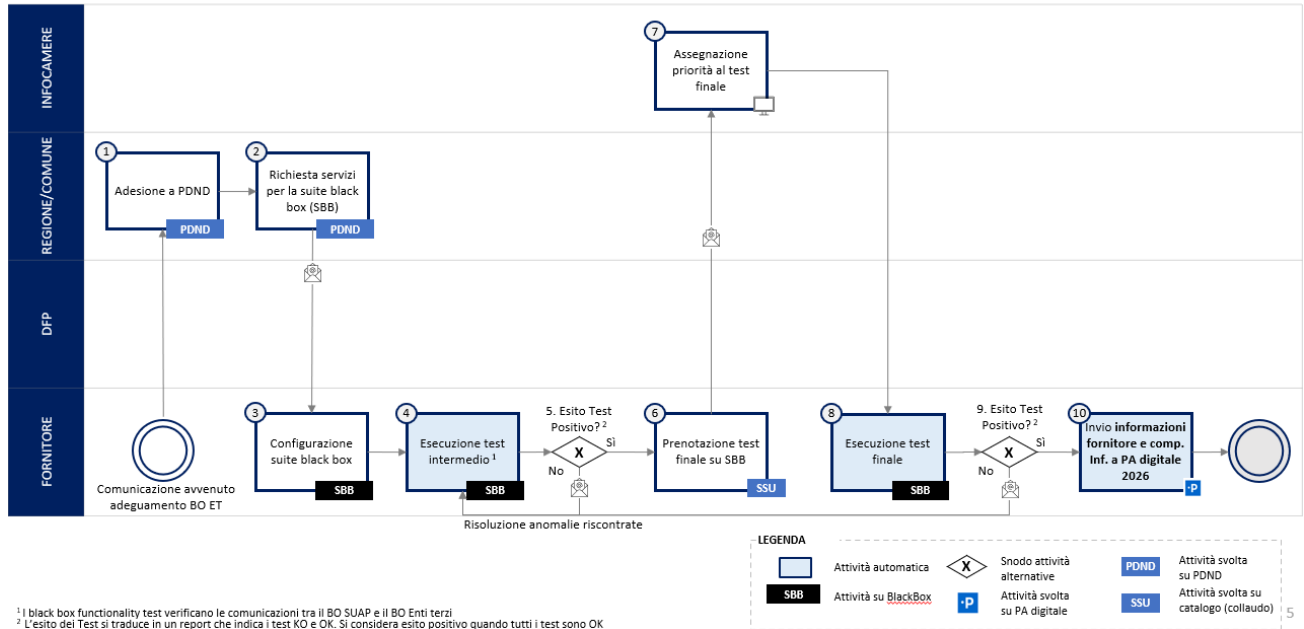 INFOCAMERE
7
Assegnazione
priorità al test
finale
REGIONE/COMUNE
1
Adesione a PDND
PDND
2
Richiesta servizi
per la suite black
box (SBB)
PDND
DFP
FORNITORE
Comunicazione avvenuto
adeguamento BO ET
3
Configurazione
suite black box
SBB
4
Esecuzione test
intermedio 1
SBB
5. Esito Test
Positivo? 2
X
Sì
No
6
Prenotazione test
finale su SBB
SSU
8
Esecuzione test
finale
SBB
9. Esito Test
Positivo? 2
X
Sì
No
10
Invio informazioni
fornitore e comp.
Inf. a PA digitale
2026
·P
Risoluzione anomalie riscontrate
LEGENDA
Attività automatica
X
Snodo attività
alternative
PDND
Attività svolta
su PDND
SBB
Attività su BlackBox
·P
Attività svolta
su PA digitale
SSU
Attività svolta su
catalogo (collaudo)
5
1 I black box functionality test verificano le comunicazioni tra il BO SUAP e il BO Enti terzi
2 L'esito dei Test si traduce in un report che indica i test KO e OK. Si considera esito positivo quando tutti i test sono OK